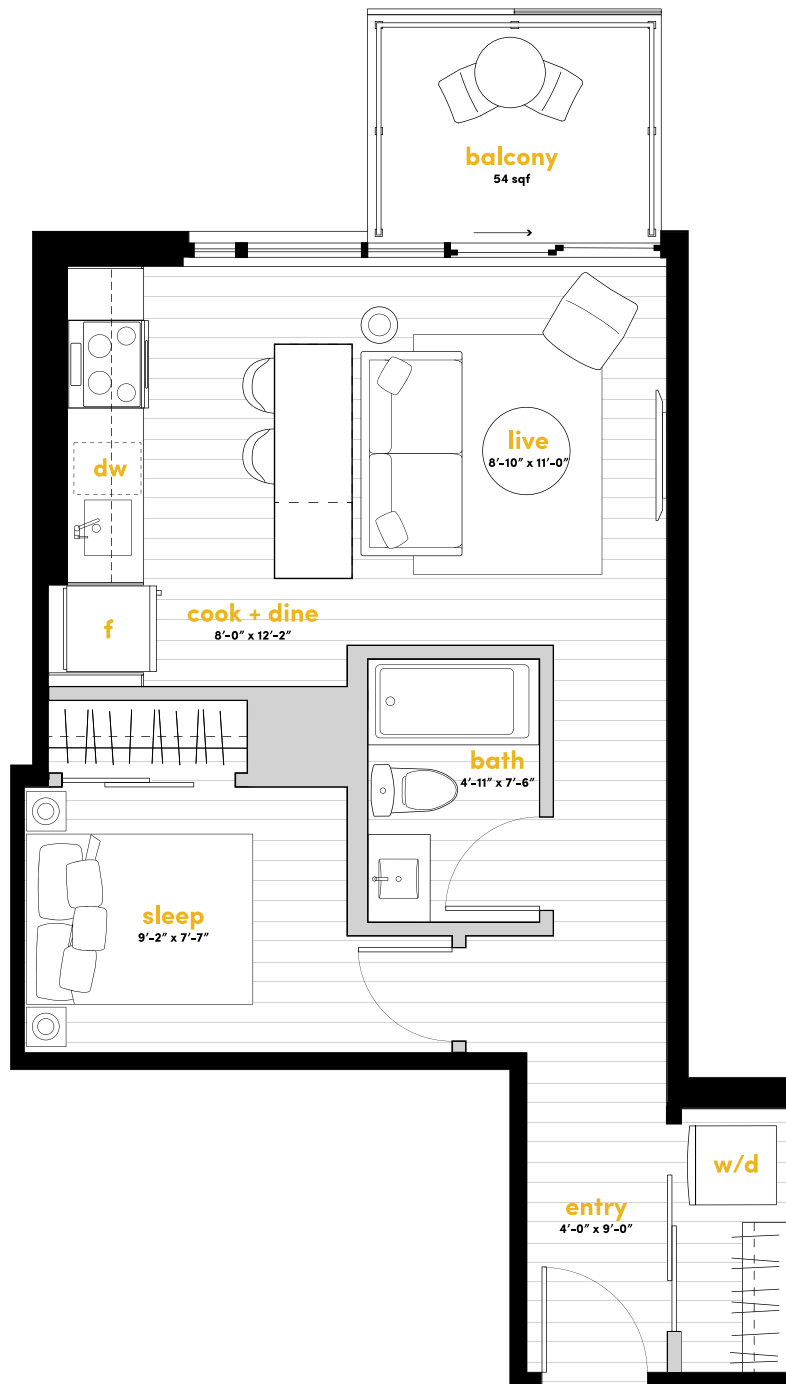 balcony
54 sqf
live
8'-10" x 11'-0"
dw
f
cook + dine
8'-0" x 12'-2"
bath
4'-11" x 7'-6"
sleep
9'-2" x 7'-7"
w/d
entry
4'-0" x 9'-0"